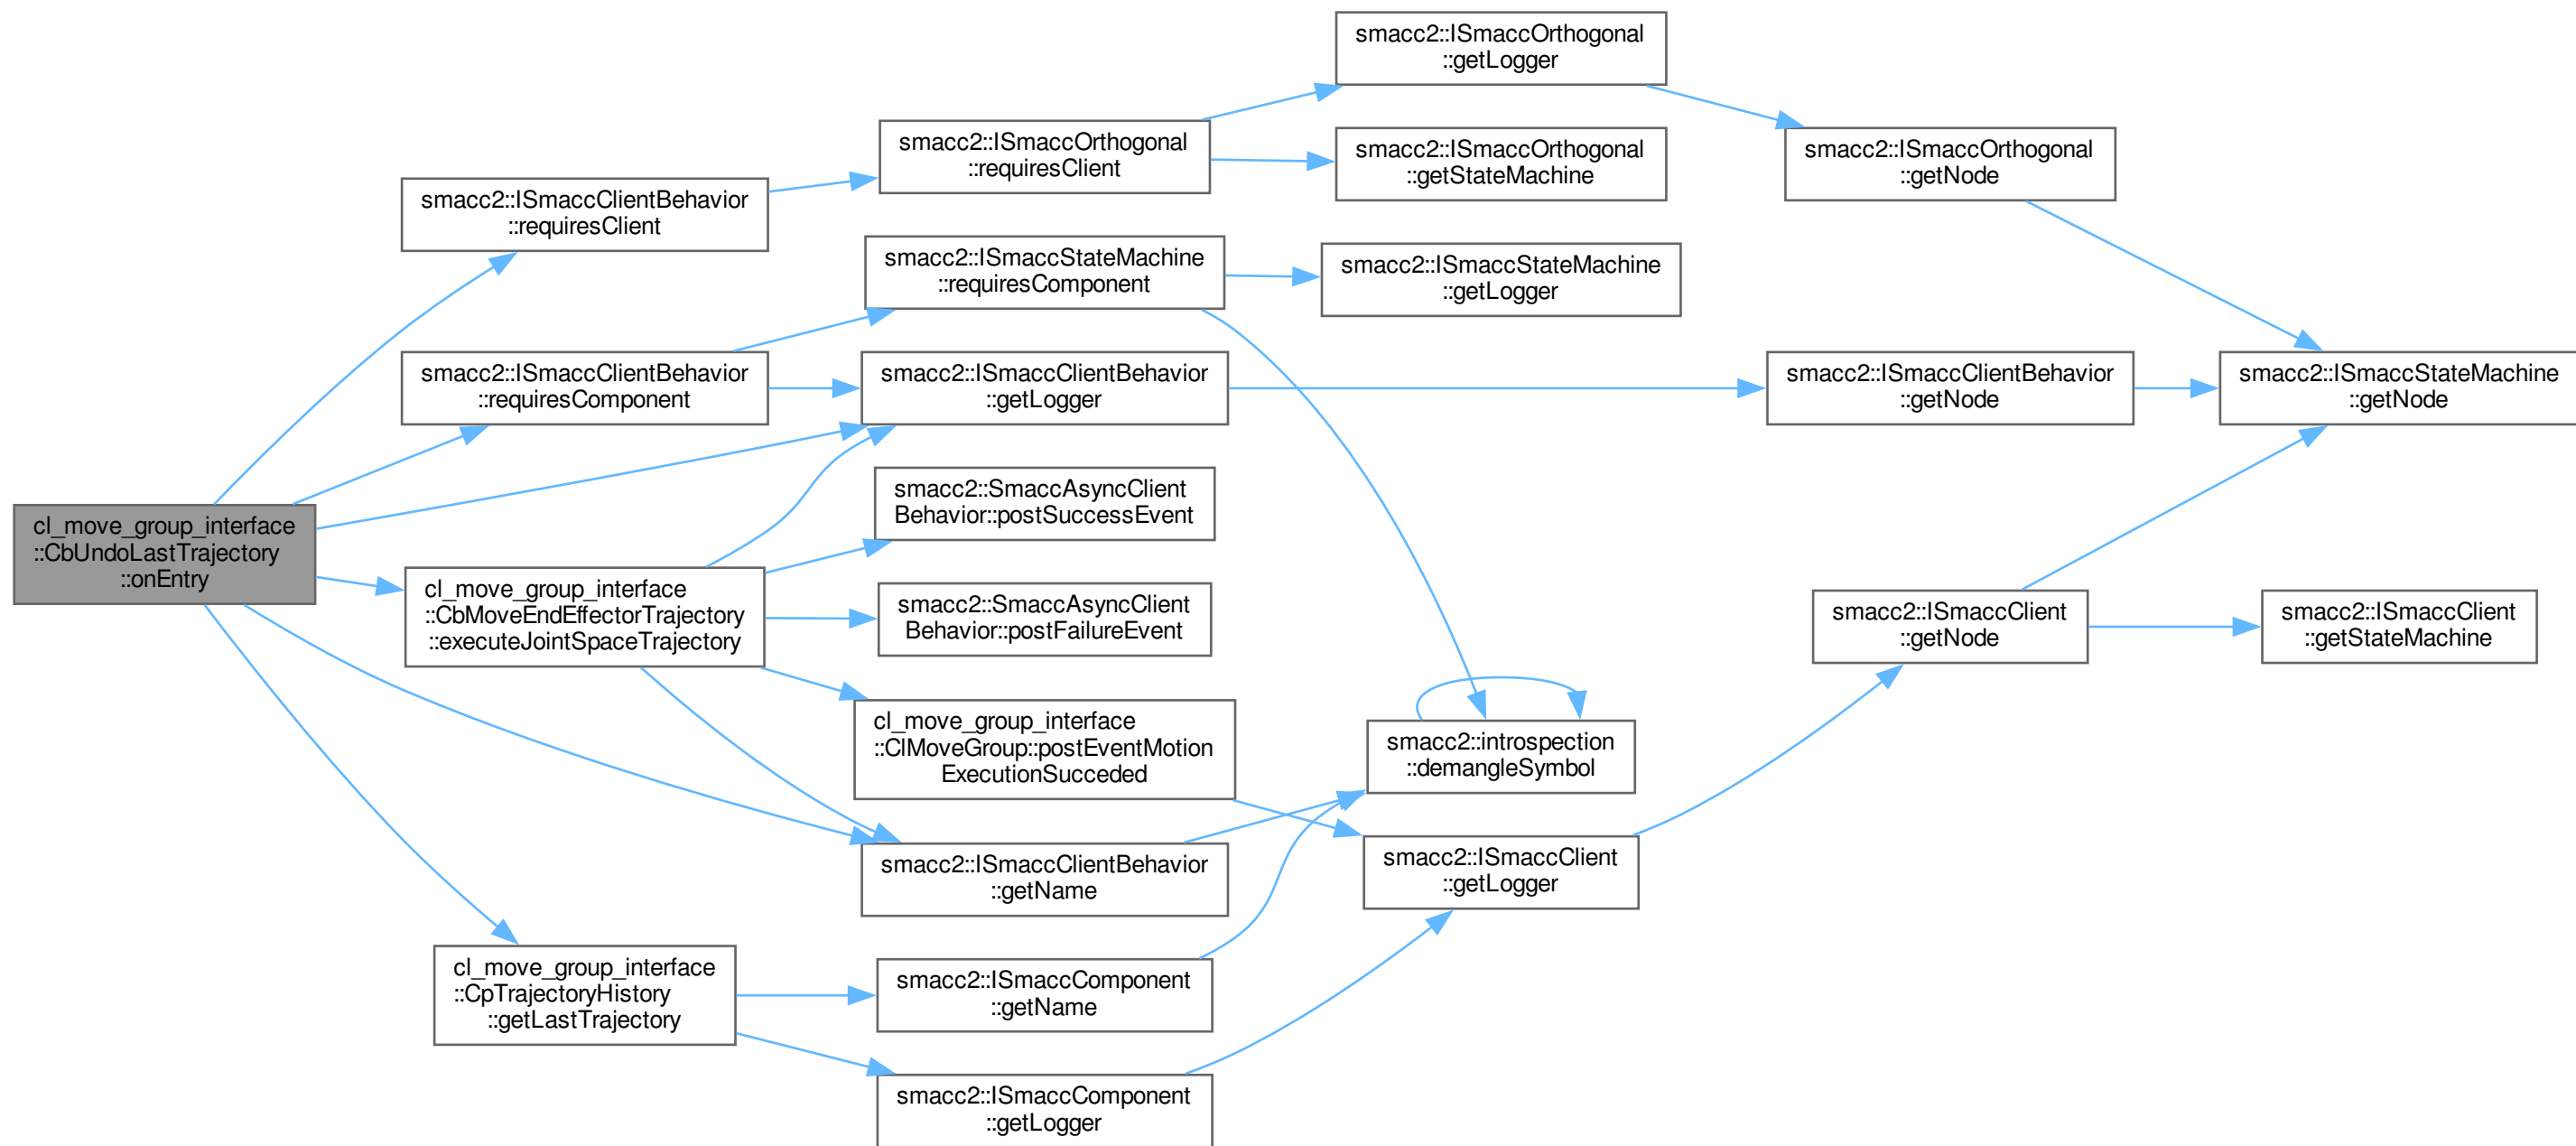 smacc2::ISmaccOrthogonal
::getLogger
smacc2::ISmaccOrthogonal
::requiresClient
smacc2::ISmaccOrthogonal
::getStateMachine
smacc2::ISmaccOrthogonal
::getNode
smacc2::ISmaccClientBehavior
::requiresClient
smacc2::ISmaccStateMachine
::requiresComponent
smacc2::ISmaccStateMachine
::getLogger
smacc2::ISmaccClientBehavior
::requiresComponent
smacc2::ISmaccClientBehavior
::getLogger
smacc2::ISmaccClientBehavior
::getNode
smacc2::ISmaccStateMachine
::getNode
smacc2::SmaccAsyncClient
Behavior::postSuccessEvent
cl_move_group_interface
::CbUndoLastTrajectory
::onEntry
cl_move_group_interface
::CbMoveEndEffectorTrajectory
::executeJointSpaceTrajectory
smacc2::SmaccAsyncClient
Behavior::postFailureEvent
smacc2::ISmaccClient
::getNode
smacc2::ISmaccClient
::getStateMachine
cl_move_group_interface
::ClMoveGroup::postEventMotion
ExecutionSucceded
smacc2::introspection
::demangleSymbol
smacc2::ISmaccClientBehavior
::getName
smacc2::ISmaccClient
::getLogger
cl_move_group_interface
::CpTrajectoryHistory
::getLastTrajectory
smacc2::ISmaccComponent
::getName
smacc2::ISmaccComponent
::getLogger